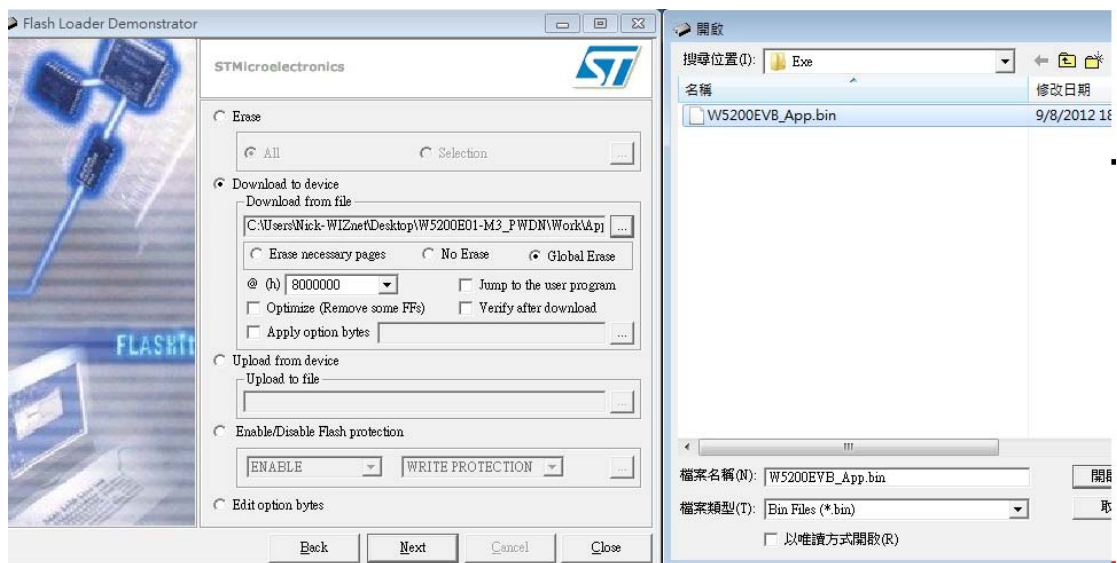 Flash Loader Demonstrator
STMicroelectronics
ST
Erase
All
Selection
...
Download to device
Download from file
C:\Users\Nick-WIZnet\Desktop\W5200E01-M3_PWDN\Work\Ap
...
Erase necessary pages
No Erase
Global Erase
@ (h)
8000000
Jump to the user program
Optimize (Remove some FFs)
Verify after download
Apply option bytes
...
Upload from device
Upload to file
...
Enable/Disable Flash protection
ENABLE
WRITE PROTECTION
...
Edit option bytes
Back
Next
Cancel
Close
開啟
搜尋位置(I):
Exe
名稱
修改日期
W5200EVB_App.bin
9/8/2012 18
檔案名稱(N):
W5200EVB_App.bin
檔案類型(T):
Bin Files (*.bin)
以唯讀方式開啟(R)